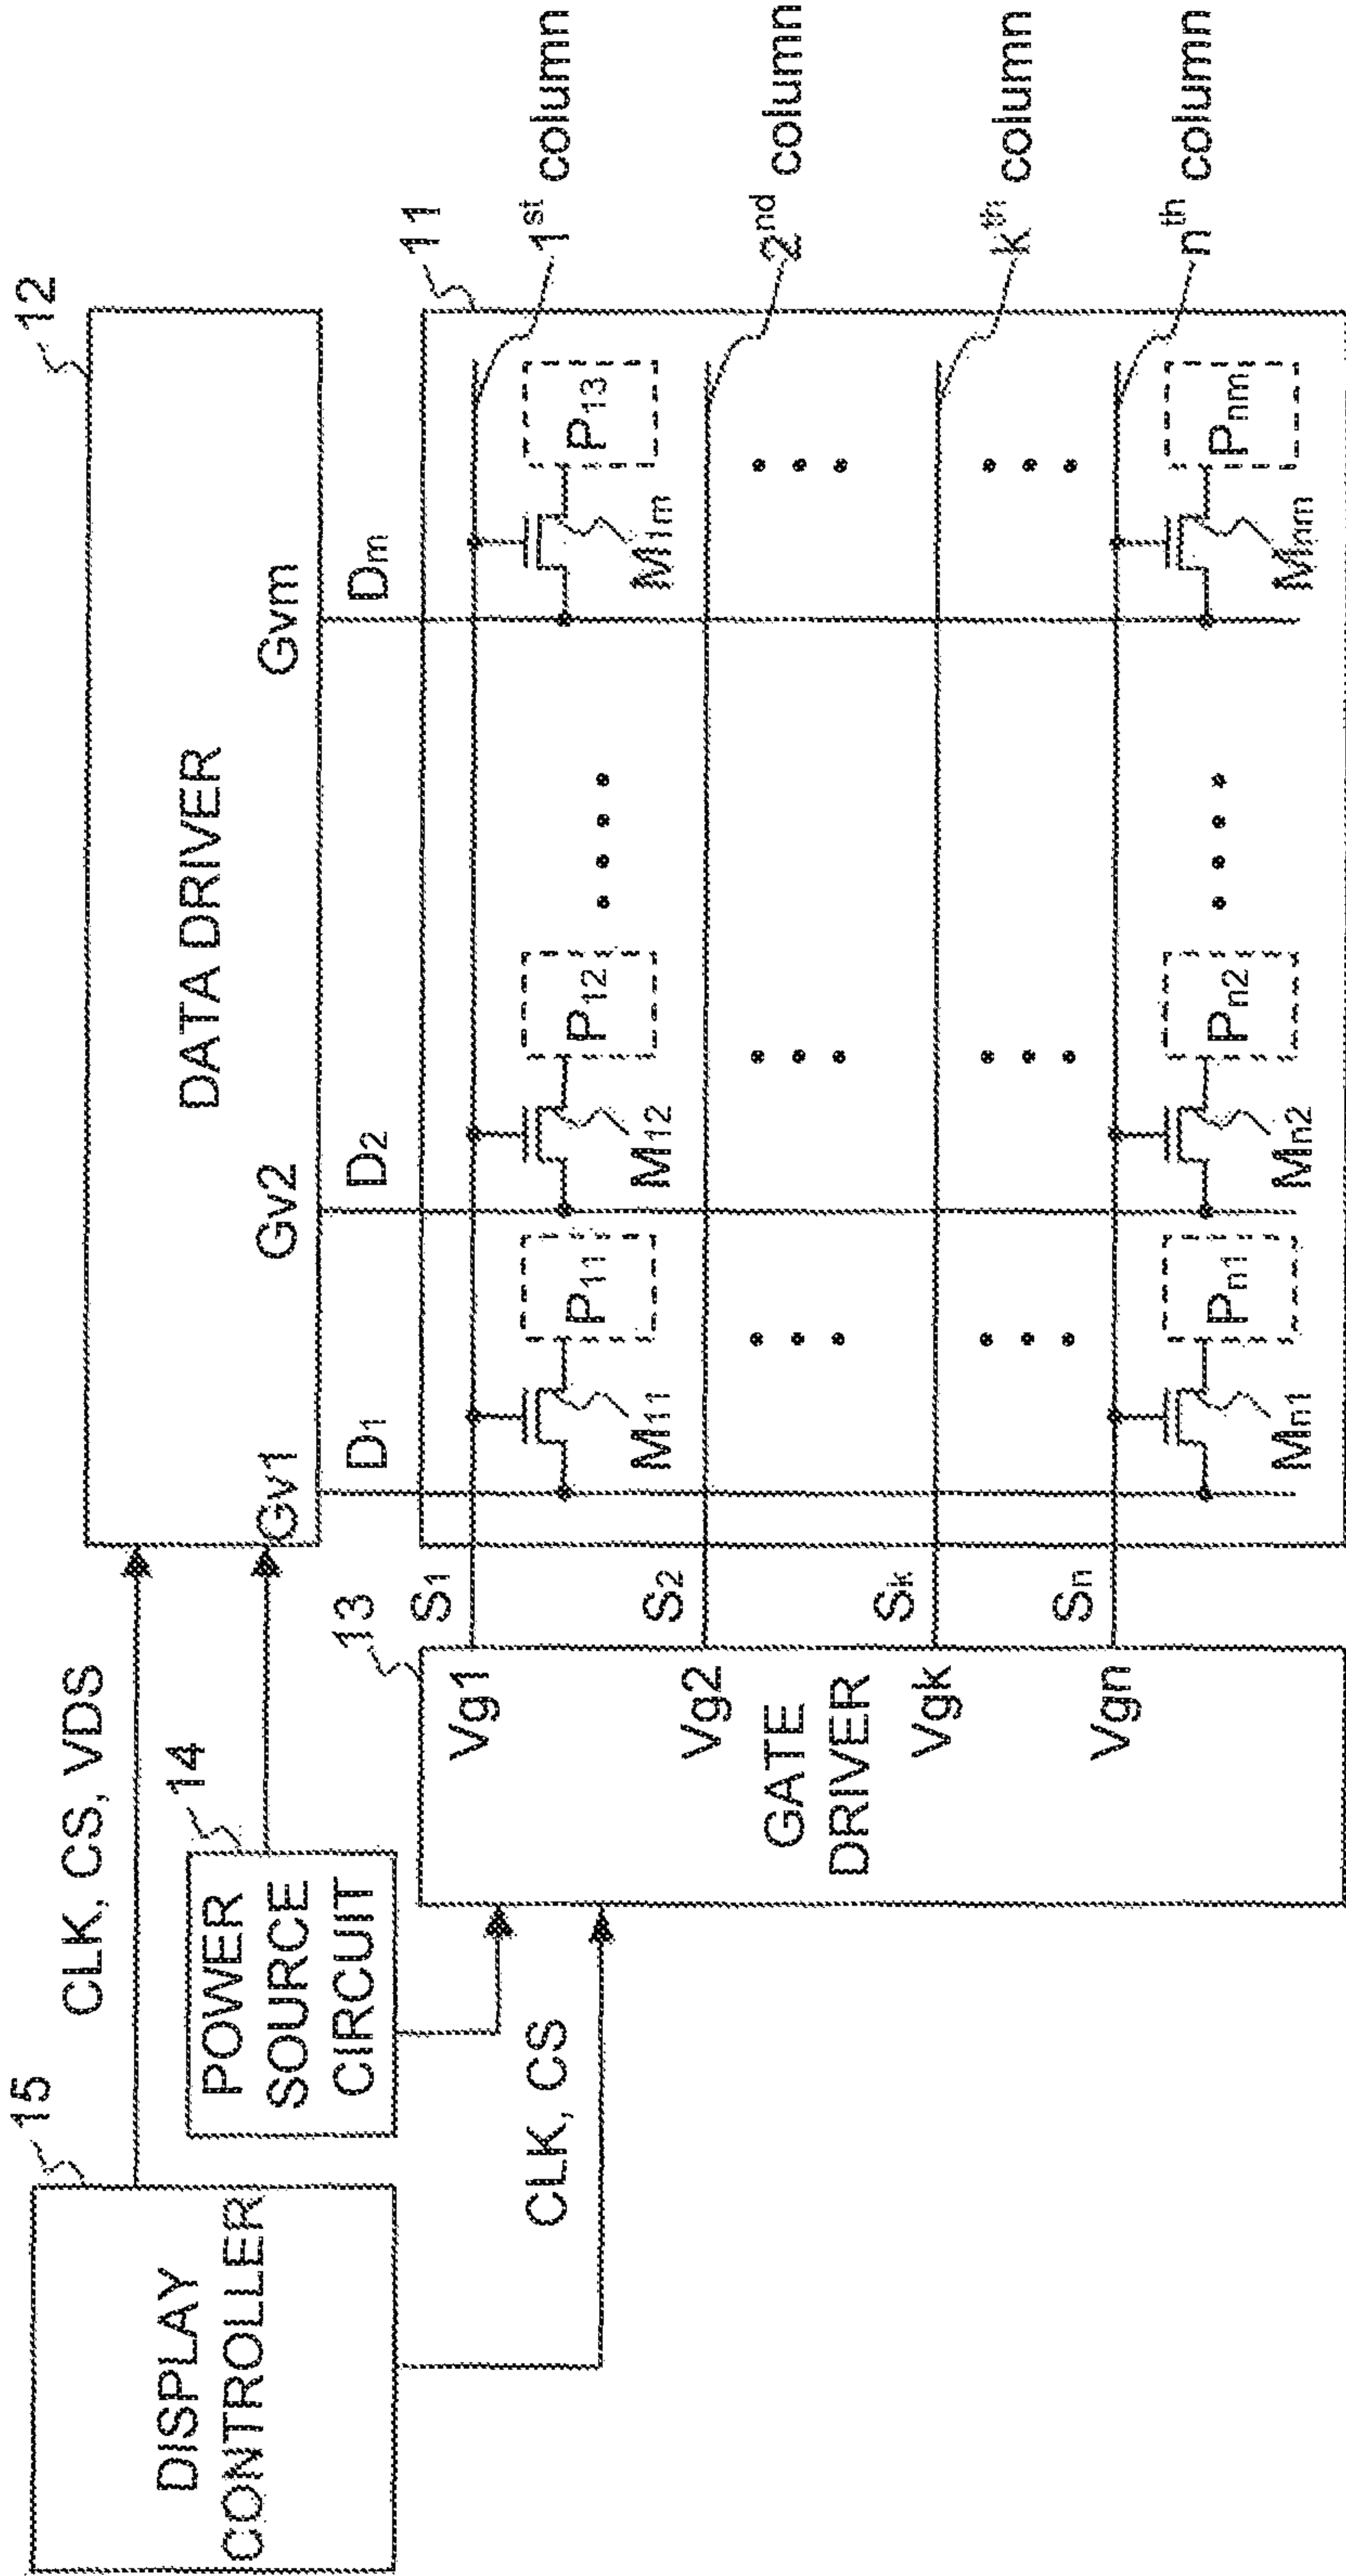 15
DISPLAY
CONTROLLER
CLK, CS, VDS
14
POWER
SOURCE
CIRCUIT
CLK, CS
12
DATA DRIVER
Gv1
Gv2
Gvm
D1
D2
Dm
13
GATE
DRIVER
Vg1
Vg2
Vgk
Vgn
S1
S2
Sk
Sn
11
1st column
2nd column
kth column
nth column
M11
P11
M12
P12
M1m
P13
Mn1
Pn1
Mn2
Pn2
Mnm
Pnm